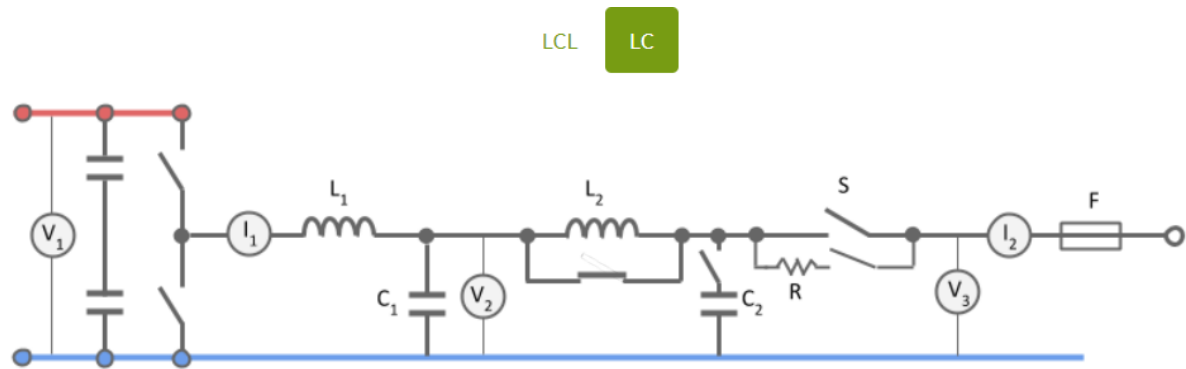 LCL LC
L₁ L₂ S F
V₁ I₁ I₂
C₁ V₂ C₂ R V₃